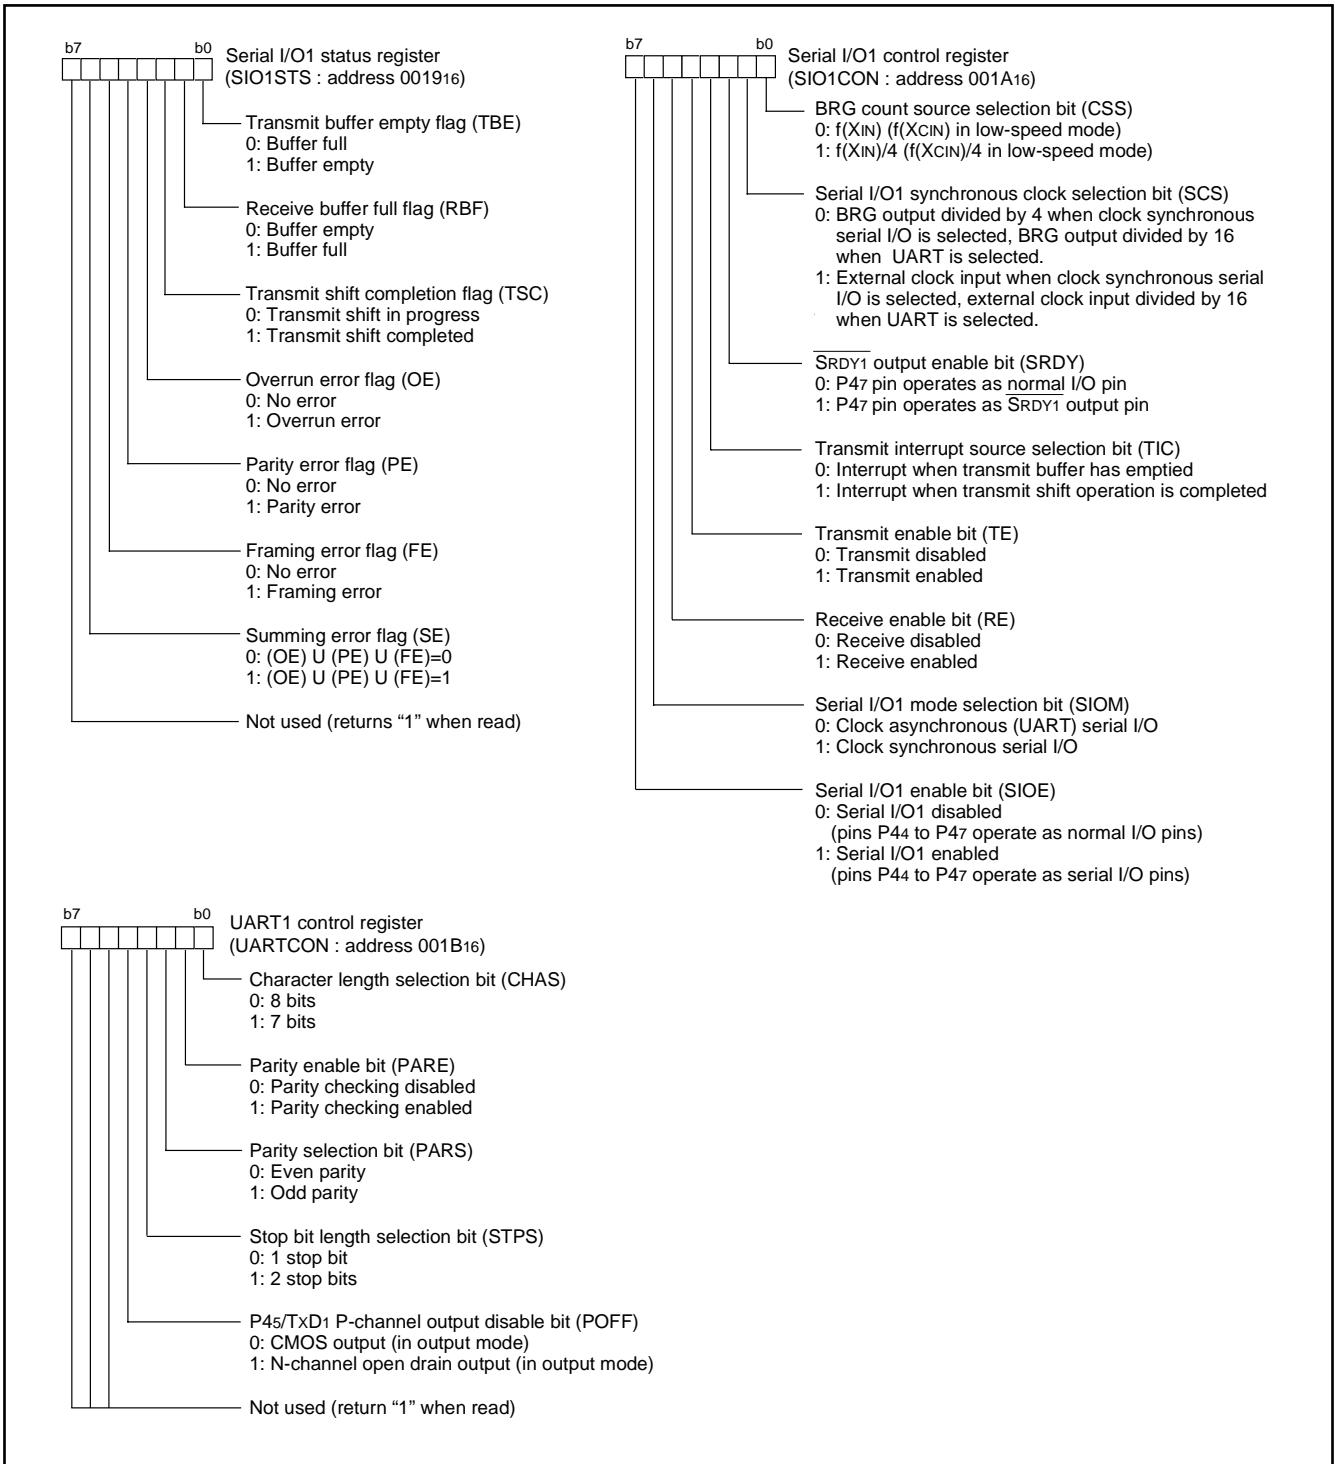 b7 b0 Serial I/O1 status register
(SIO1STS : address 001916)
Transmit buffer empty flag (TBE)
0: Buffer full
1: Buffer empty
Receive buffer full flag (RBF)
0: Buffer empty
1: Buffer full
Transmit shift completion flag (TSC)
0: Transmit shift in progress
1: Transmit shift completed
Overrun error flag (OE)
0: No error
1: Overrun error
Parity error flag (PE)
0: No error
1: Parity error
Framing error flag (FE)
0: No error
1: Framing error
Summing error flag (SE)
0: (OE) U (PE) U (FE)=0
1: (OE) U (PE) U (FE)=1
Not used (returns “1” when read)
b7 b0 Serial I/O1 control register
(SIO1CON : address 001A16)
BRG count source selection bit (CSS)
0: f(XIN) (f(XCIN) in low-speed mode)
1: f(XIN)/4 (f(XCIN)/4 in low-speed mode)
Serial I/O1 synchronous clock selection bit (SCS)
0: BRG output divided by 4 when clock synchronous
serial I/O is selected, BRG output divided by 16
when UART is selected.
1: External clock input when clock synchronous serial
I/O is selected, external clock input divided by 16
when UART is selected.
SRDY1 output enable bit (SRDY)
0: P47 pin operates as normal I/O pin
1: P47 pin operates as SRDY1 output pin
Transmit interrupt source selection bit (TIC)
0: Interrupt when transmit buffer has emptied
1: Interrupt when transmit shift operation is completed
Transmit enable bit (TE)
0: Transmit disabled
1: Transmit enabled
Receive enable bit (RE)
0: Receive disabled
1: Receive enabled
Serial I/O1 mode selection bit (SIOM)
0: Clock asynchronous (UART) serial I/O
1: Clock synchronous serial I/O
Serial I/O1 enable bit (SIOE)
0: Serial I/O1 disabled
(pins P44 to P47 operate as normal I/O pins)
1: Serial I/O1 enabled
(pins P44 to P47 operate as serial I/O pins)
b7 b0 UART1 control register
(UARTCON : address 001B16)
Character length selection bit (CHAS)
0: 8 bits
1: 7 bits
Parity enable bit (PARE)
0: Parity checking disabled
1: Parity checking enabled
Parity selection bit (PARS)
0: Even parity
1: Odd parity
Stop bit length selection bit (STPS)
0: 1 stop bit
1: 2 stop bits
P45/TXD1 P-channel output disable bit (POFF)
0: CMOS output (in output mode)
1: N-channel open drain output (in output mode)
Not used (return “1” when read)